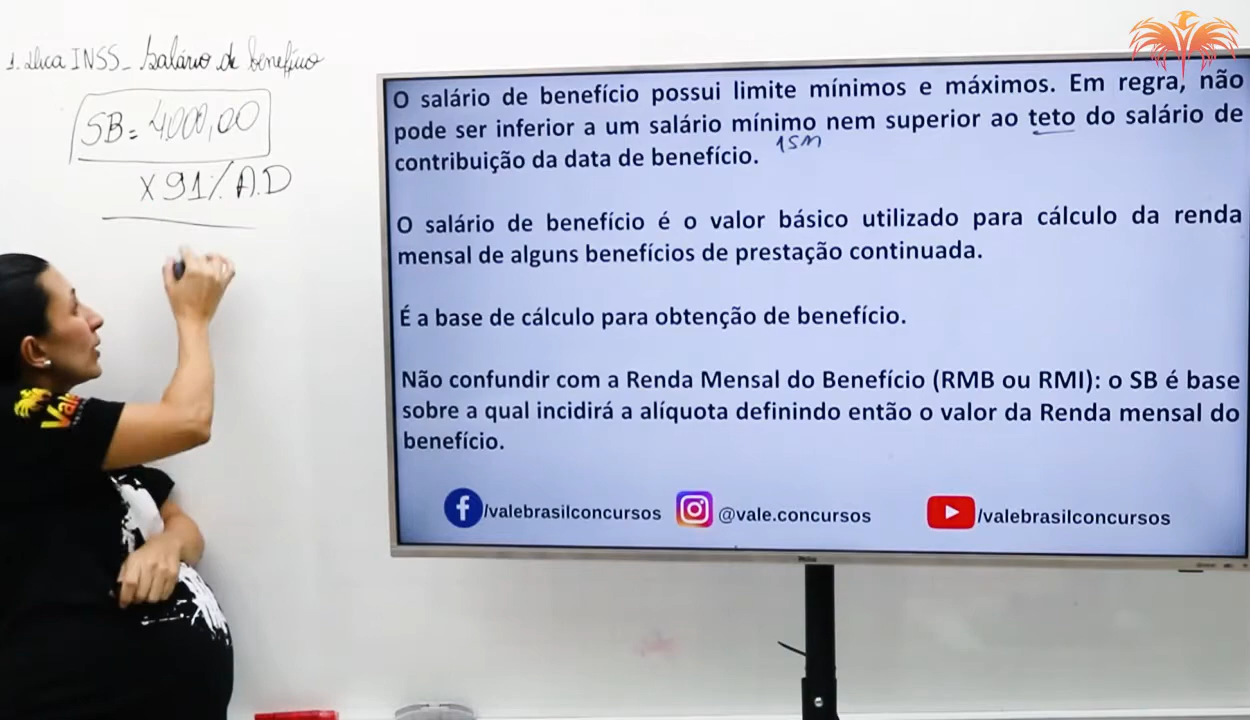 1. Dica INSS - Salário de benefício
SB = 4.000,00
x 91% A.D
O salário de benefício possui limite mínimos e máximos. Em regra, não
pode ser inferior a um salário mínimo nem superior ao teto do salário de
1SM
contribuição da data de benefício.
O salário de benefício é o valor básico utilizado para cálculo da renda
mensal de alguns benefícios de prestação continuada.
É a base de cálculo para obtenção de benefício.
Não confundir com a Renda Mensal do Benefício (RMB ou RMI): o SB é base
sobre a qual incidirá a alíquota definindo então o valor da Renda mensal do
benefício.
/valebrasilconcursos @vale.concursos /valebrasilconcursos
Vale